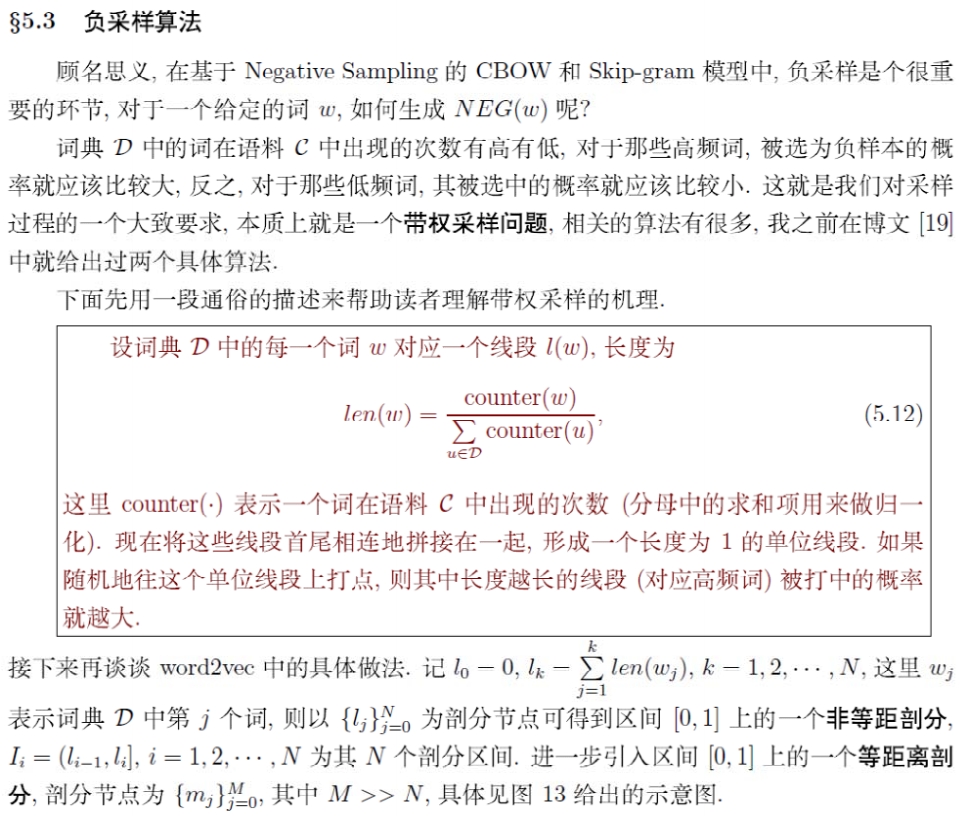 §5.3 负采样算法
顾名思义, 在基于 Negative Sampling 的 CBOW 和 Skip-gram 模型中, 负采样是个很重
要的环节, 对于一个给定的词 w, 如何生成 NEG(w) 呢?
词典 D 中的词在语料 C 中出现的次数有高有低, 对于那些高频词, 被选为负样本的概
率就应该比较大, 反之, 对于那些低频词, 其被选中的概率就应该比较小. 这就是我们对采样
过程的一个大致要求, 本质上就是一个带权采样问题, 相关的算法有很多, 我之前在博文 [19]
中就给出过两个具体算法.
下面先用一段通俗的描述来帮助读者理解带权采样的机理.
设词典 D 中的每一个词 w 对应一个线段 l(w), 长度为
len(w) = counter(w) / ∑_{u∈D} counter(u), (5.12)
这里 counter(·) 表示一个词在语料 C 中出现的次数 (分母中的求和项用来做归一
化). 现在将这些线段首尾相连地拼接在一起, 形成一个长度为 1 的单位线段. 如果
随机地往这个单位线段上打点, 则其中长度越长的线段 (对应高频词) 被打中的概率
就越大.
接下来再谈谈 word2vec 中的具体做法. 记 l₀ = 0, l_k = ∑_{j=1}^{k} len(w_j), k = 1, 2, ⋯ , N, 这里 w_j
表示词典 D 中第 j 个词, 则以 {l_j}_{j=0}^{N} 为剖分节点可得到区间 [0, 1] 上的一个非等距剖分,
I_i = (l_{i−1}, l_i], i = 1, 2, ⋯ , N 为其 N 个剖分区间. 进一步引入区间 [0, 1] 上的一个等距离剖
分, 剖分节点为 {m_j}_{j=0}^{M}, 其中 M >> N, 具体见图 13 给出的示意图.